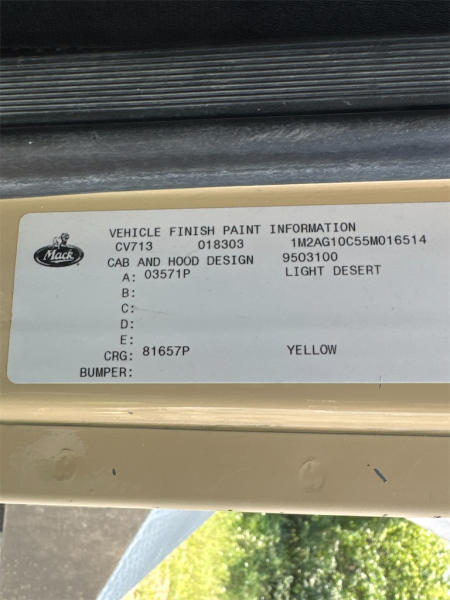 VEHICLE FINISH PAINT INFORMATION
CV713 018303 1M2AG10C55M016514
Mack
CAB AND HOOD DESIGN 9503100
A: 03571P LIGHT DESERT
B:
C:
D:
E:
CRG: 81657P YELLOW
BUMPER: